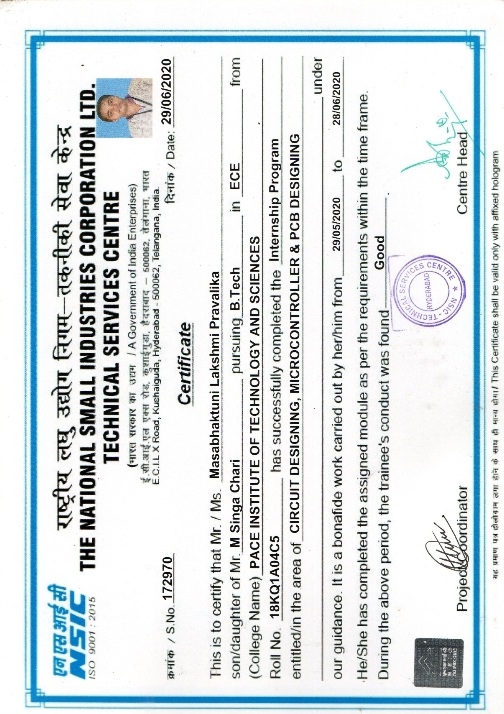 एन एस आई सी
NSIC
ISO 9001 : 2015
राष्ट्रीय लघु उद्योग निगम–तकनीकी सेवा केन्द्र
THE NATIONAL SMALL INDUSTRIES CORPORATION LTD.
TECHNICAL SERVICES CENTRE
(भारत सरकार का उद्यम / A Government of India Enterprises)
ई.सी.आई.एल एक्स रोड, कुशाईगुडा, हैदराबाद – 500062, तेलंगाना, भारत
E.C.I.L X Road, Kushaiguda, Hyderabad - 500062, Telangana, India.
क्रमांक / S.No. 172970
दिनांक / Date: 29/06/2020
Certificate
This is to certify that Mr. / Ms. Masabhaktuni Lakshmi Pravalika
son/daughter of Mr. M Singa Chari pursuing B.Tech in ECE from
(College Name) PACE INSTITUTE OF TECHNOLOGY AND SCIENCES
Roll No. 18KQ1A04C5 has successfully completed the Internship Program
entitled/in the area of CIRCUIT DESIGNING, MICROCONTROLLER & PCB DESIGNING under
our guidance. It is a bonafide work carried out by her/him from 29/05/2020 to 28/06/2020
He/She has completed the assigned module as per the requirements within the time frame.
During the above period, the trainee's conduct was found Good
NSIC-TECHNICAL SERVICES CENTRE
HYDERABAD
Project Coordinator
Centre Head
यह प्रमाण पत्र होलोग्राम लगा होने के साथ ही मान्य होगा / This Certificate shall be valid only with affixed hologram